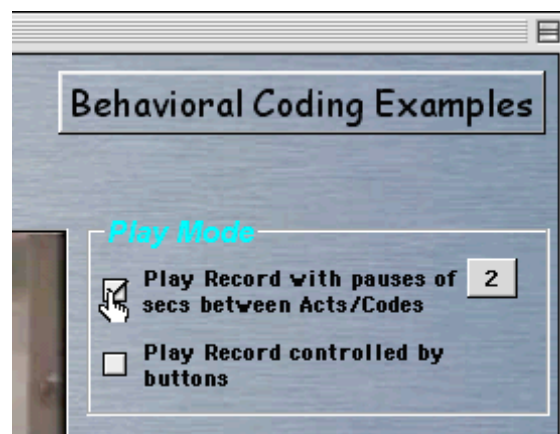 Behavioral Coding Examples
Play Mode
Play Record with pauses of 2
secs between Acts/Codes
Play Record controlled by
buttons